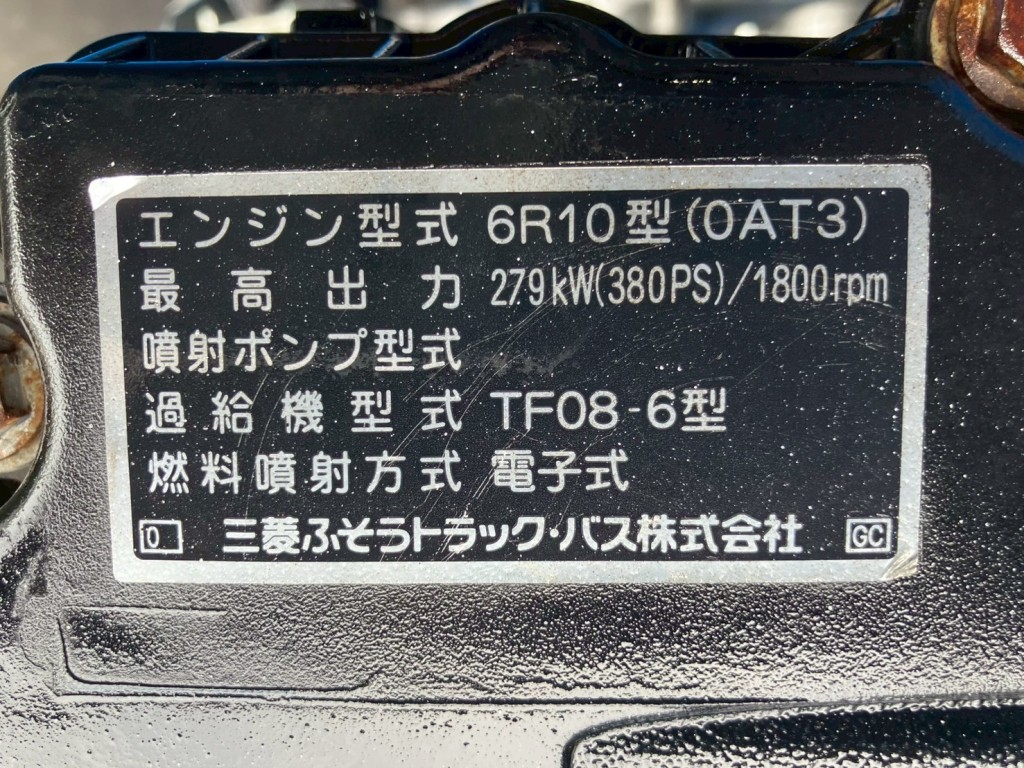 エンジン型式 6R10型(0AT3)
最高出力 279kW(380PS)/1800rpm
噴射ポンプ型式
過給機型式 TF08-6型
燃料噴射方式 電子式
0 三菱ふそうトラック・バス株式会社 GC